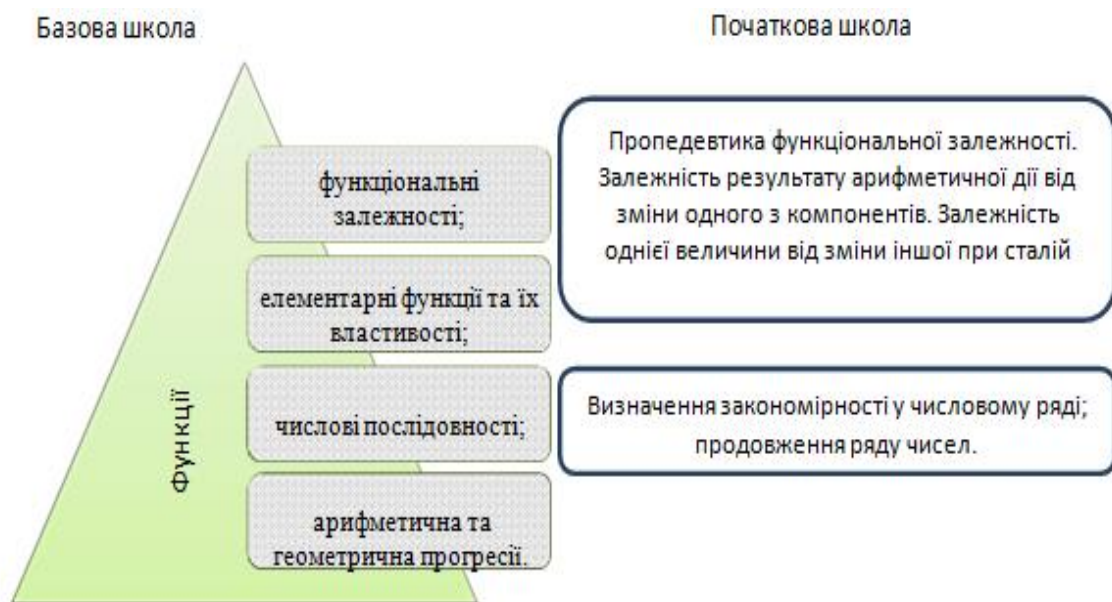 Базова школа
Початкова школа
функціональні
залежності;
елементарні функції та їх
властивості;
числові послідовності;
арифметична та
геометрична прогресії.
Функції
Пропедевтика функціональної залежності.
Залежність результату арифметичної дії від
зміни одного з компонентів. Залежність
однієї величини від зміни іншої при сталій
Визначення закономірності у числовому ряді;
продовження ряду чисел.